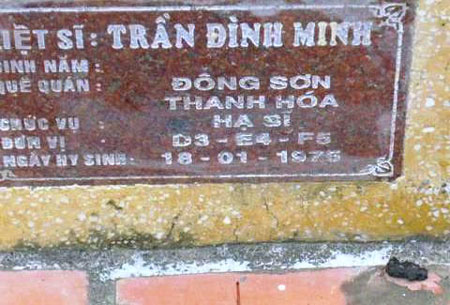 IỆT SĨ : TRẦN ĐÌNH MINH
SINH NĂM :
QUÊ QUÁN : ĐÔNG SƠN
THANH HÓA
CHỨC VỤ : HẠ SĨ
ĐƠN VỊ : D3 - E4 - F5
NGÀY HY SINH : 18 - 01 - 1975